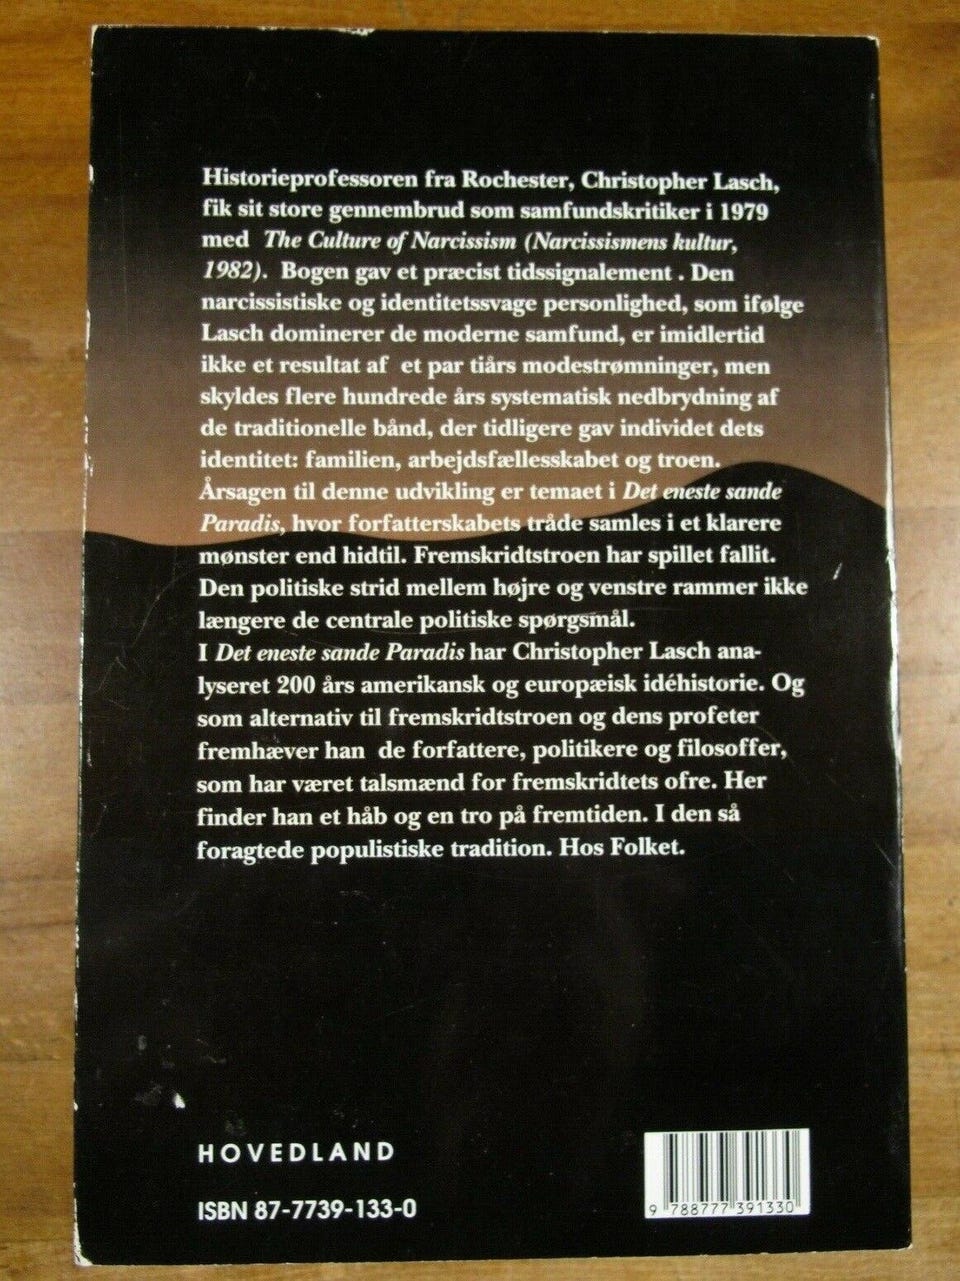 Historieprofessoren fra Rochester, Christopher Lasch,
fik sit store gennembrud som samfundskritiker i 1979
med The Culture of Narcissism (Narcissismens kultur,
1982). Bogen gav et præcist tidssignalement . Den
narcissistiske og identitetssvage personlighed, som ifølge
Lasch dominerer de moderne samfund, er imidlertid
ikke et resultat af et par tiårs modestrømninger, men
skyldes flere hundrede års systematisk nedbrydning af
de traditionelle bånd, der tidligere gav individet dets
identitet: familien, arbejdsfællesskabet og troen.
Årsagen til denne udvikling er temaet i Det eneste sande
Paradis, hvor forfatterskabets tråde samles i et klarere
mønster end hidtil. Fremskridtstroen har spillet fallit.
Den politiske strid mellem højre og venstre rammer ikke
længere de centrale politiske spørgsmål.
I Det eneste sande Paradis har Christopher Lasch ana-
lyseret 200 års amerikansk og europæisk idéhistorie. Og
som alternativ til fremskridtstroen og dens profeter
fremhæver han de forfattere, politikere og filosoffer,
som har været talsmænd for fremskridtets ofre. Her
finder han et håb og en tro på fremtiden. I den så
foragtede populistiske tradition. Hos Folket.
HOVEDLAND
ISBN 87-7739-133-0
9 788777 391330